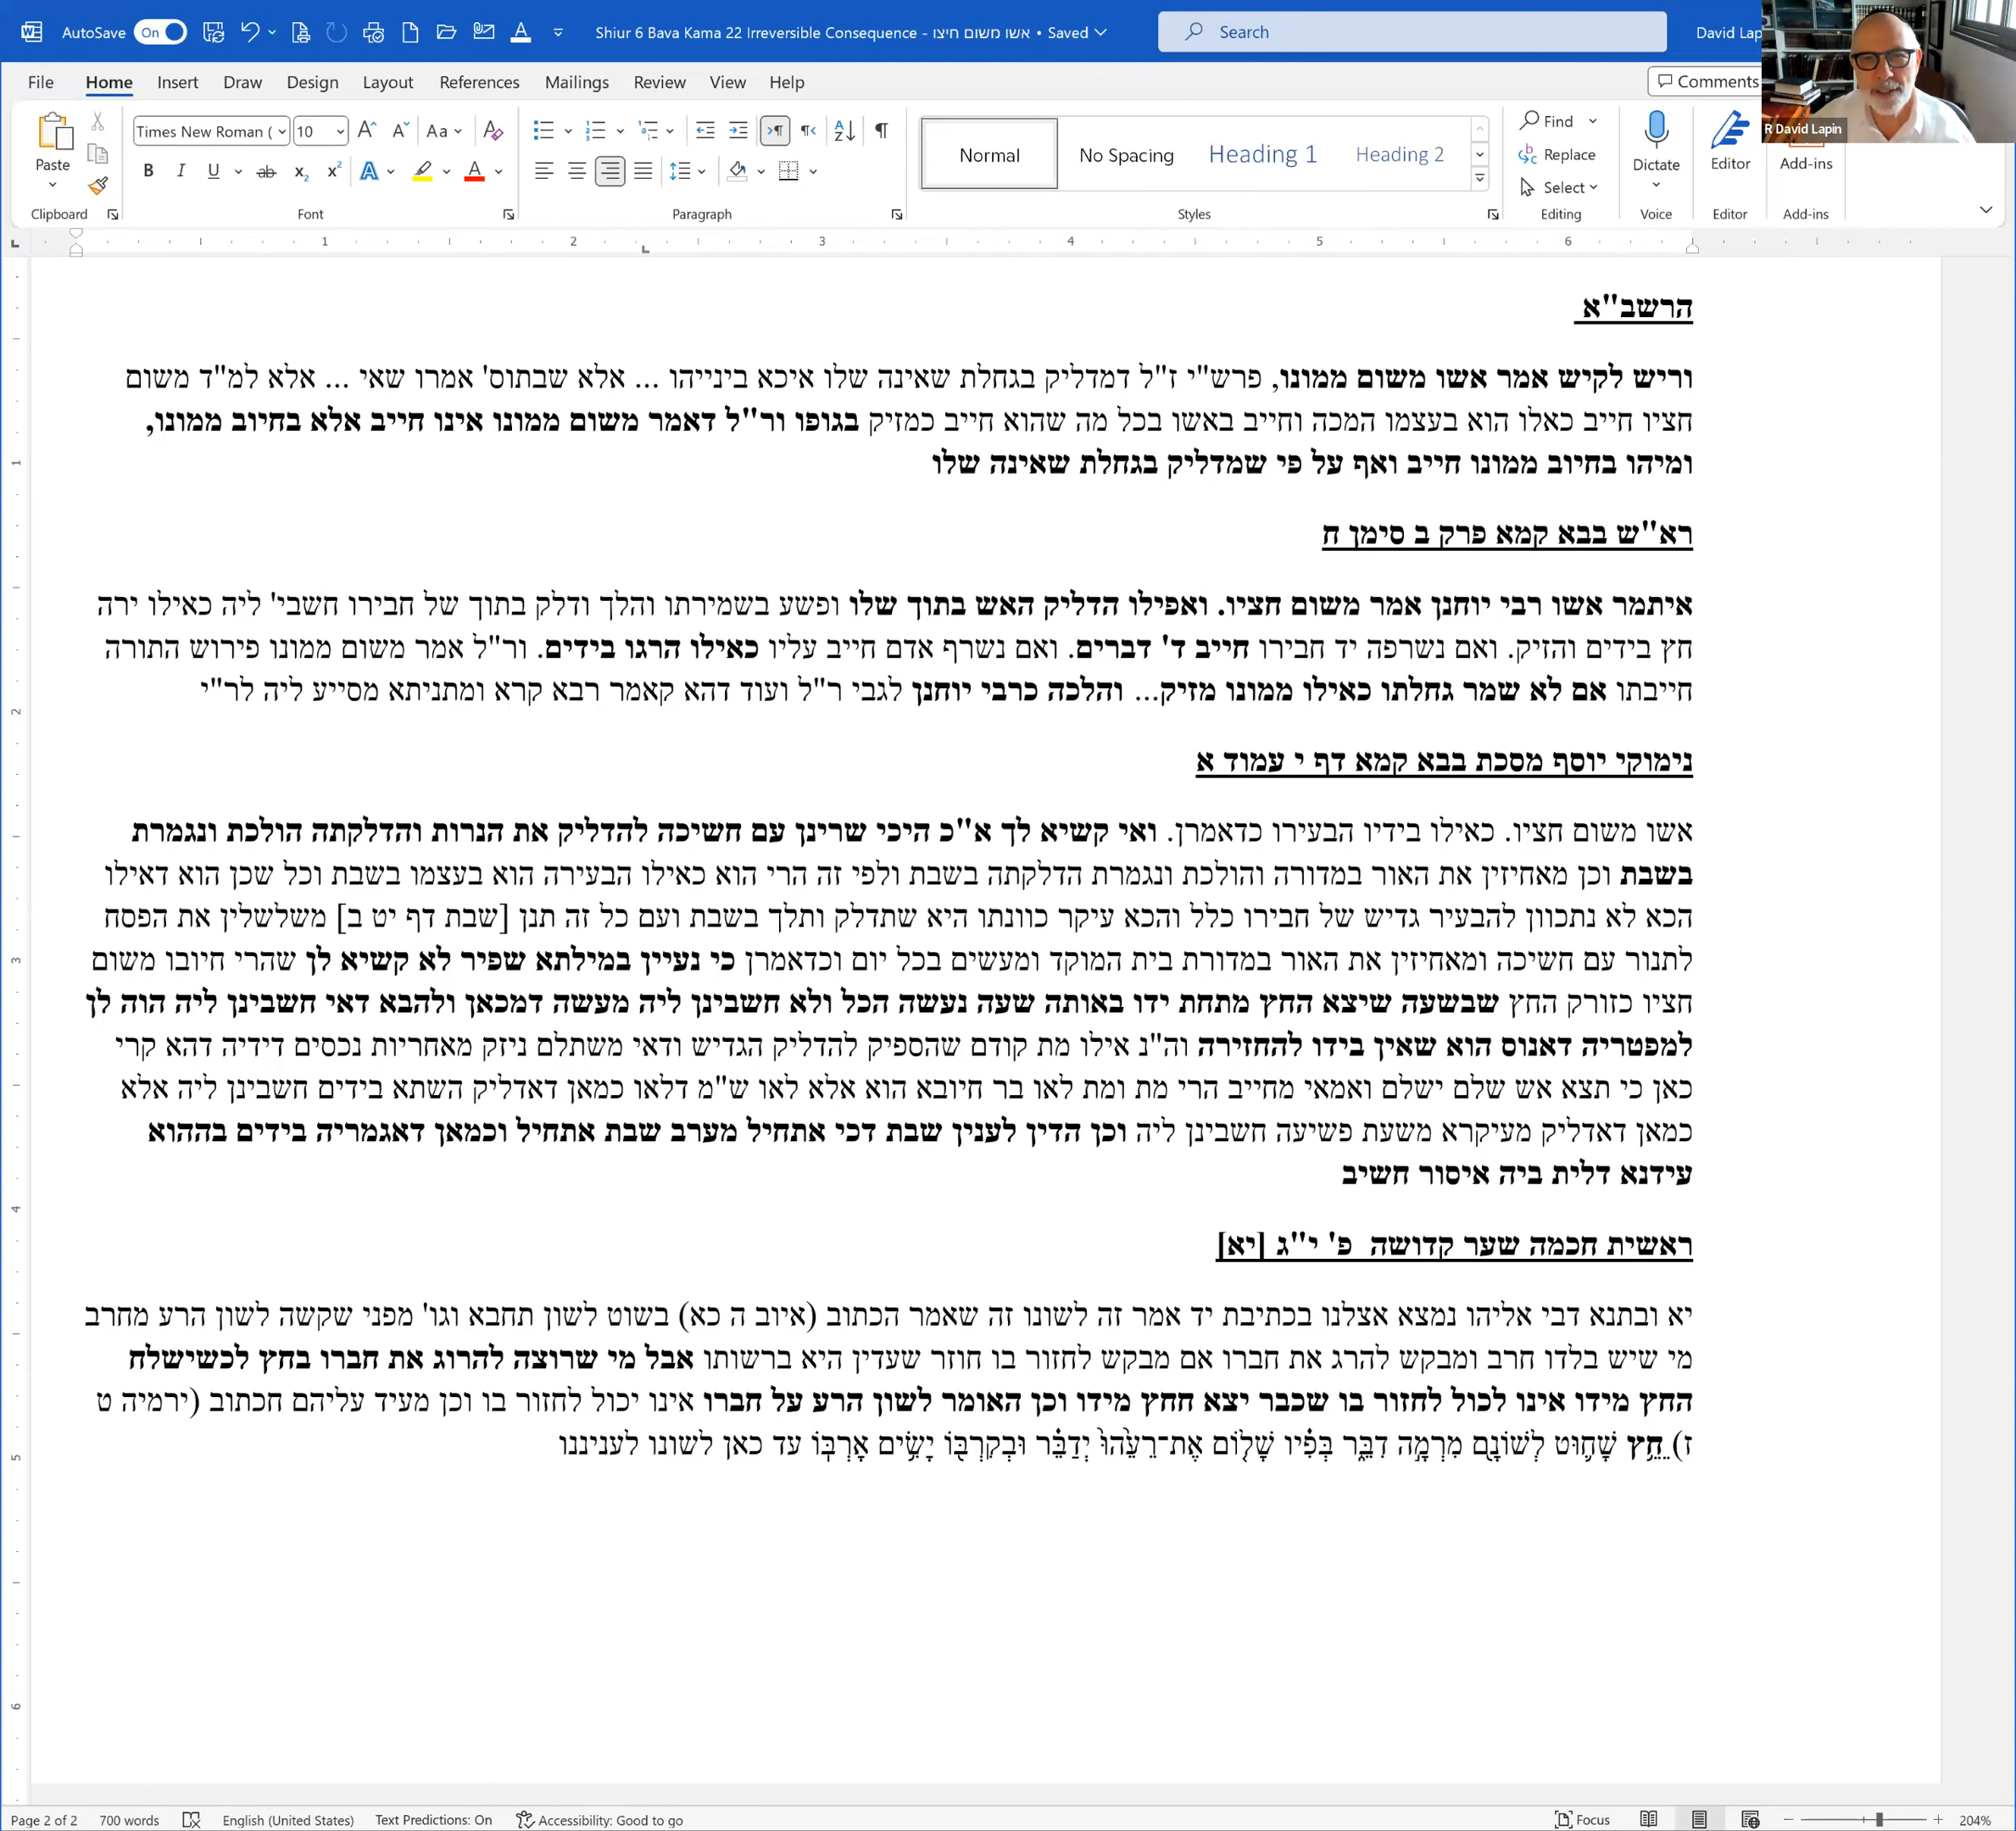 AutoSave On Shiur 6 Bava Kama 22 Irreversible Consequence - אשו משום חיצו • Saved Search David Lap
File Home Insert Draw Design Layout References Mailings Review View Help Comments
R David Lapin
Times New Roman ( 10 Aa
Paste
Normal No Spacing Heading 1 Heading 2
Find
Replace
Select
Dictate Editor Add-ins
Clipboard Font Paragraph Styles Editing Voice Editor Add-ins
1 2 3 4 5 6
הרשב"א
וריש לקיש אמר אשו משום ממונו, פרש"י ז"ל דמדליק בגחלת שאינה שלו איכא בינייהו ... אלא שבתוס' אמרו שאי ... אלא למ"ד משום
חציו חייב כאלו הוא בעצמו המכה וחייב באשו בכל מה שהוא חייב כמזיק בגופו ור"ל דאמר משום ממונו אינו חייב אלא בחיוב ממונו,
ומיהו בחיוב ממונו חייב ואף על פי שמדליק בגחלת שאינה שלו
רא"ש בבא קמא פרק ב סימן ח
איתמר אשו רבי יוחנן אמר משום חציו. ואפילו הדליק האש בתוך שלו ופשע בשמירתו והלך ודלק בתוך של חבירו חשבי' ליה כאילו ירה
חץ בידים והזיק. ואם נשרפה יד חבירו חייב ד' דברים. ואם נשרף אדם חייב עליו כאילו הרגו בידים. ור"ל אמר משום ממונו פירוש התורה
חייבתו אם לא שמר גחלתו כאילו ממונו מזיק... והלכה כרבי יוחנן לגבי ר"ל ועוד דהא קאמר רבא קרא ומתניתא מסייע ליה לר"י
נימוקי יוסף מסכת בבא קמא דף י עמוד א
אשו משום חציו. כאילו בידיו הבעירו כדאמרן. ואי קשיא לך א"כ היכי שרינן עם חשיכה להדליק את הנרות והדלקתה הולכת ונגמרת
בשבת וכן מאחיזין את האור במדורה והולכת ונגמרת הדלקתה בשבת ולפי זה הרי הוא כאילו הבעירה הוא בעצמו בשבת וכל שכן הוא דאילו
הכא לא נתכוון להבעיר גדיש של חבירו כלל והכא עיקר כוונתו היא שתדלק ותלך בשבת ועם כל זה תנן [שבת דף יט ב] משלשלין את הפסח
לתנור עם חשיכה ומאחיזין את האור במדורת בית המוקד ומעשים בכל יום וכדאמרן כי נעיין במילתא שפיר לא קשיא לן שהרי חיובו משום
חציו כזורק החץ שבשעה שיצא החץ מתחת ידו באותה שעה נעשה הכל ולא חשבינן ליה מעשה דמכאן ולהבא דאי חשבינן ליה הוה לן
למפטריה דאנוס הוא שאין בידו להחזירה וה"נ אילו מת קודם שהספיק להדליק הגדיש ודאי משתלם ניזק מאחריות נכסים דידיה דהא קרי
כאן כי תצא אש שלם ישלם ואמאי מחייב הרי מת ומת לאו בר חיובא הוא אלא לאו ש"מ דלאו כמאן דאדליק השתא בידים חשבינן ליה אלא
כמאן דאדליק מעיקרא משעת פשיעה חשבינן ליה וכן הדין לענין שבת דכי אתחיל מערב שבת אתחיל וכמאן דאגמריה בידים בההוא
עידנא דלית ביה איסור חשיב
ראשית חכמה שער קדושה פ' י"ג [יא]
יא ובתנא דבי אליהו נמצא אצלנו בכתיבת יד אמר זה לשונו זה שאמר הכתוב (איוב ה כא) בשוט לשון תחבא וגו' מפני שקשה לשון הרע מחרב
מי שיש בלדו חרב ומבקש להרג את חברו אם מבקש לחזור בו חוזר שעדין היא ברשותו אבל מי שרוצה להרוג את חברו בחץ לכשישלח
החץ מידו אינו לכול לחזור בו שכבר יצא חחץ מידו וכן האומר לשון הרע על חברו אינו יכול לחזור בו וכן מעיד עליהם חכתוב (ירמיה ט
ז) חֵ֥ץ שָׁח֛וּט לְשׁוֹנָ֖ם מִרְמָ֣ה דִבֵּ֑ר בְּפִ֗יו שָׁל֤וֹם אֶת־רֵעֵ֙הוּ֙ יְדַבֵּ֔ר וּבְקִרְבּ֖וֹ יָשִׂ֥ים אָרְבּֽוֹ עד כאן לשונו לעניננו
1
2
3
4
5
6
Page 2 of 2 700 words English (United States) Text Predictions: On Accessibility: Good to go Focus 204%